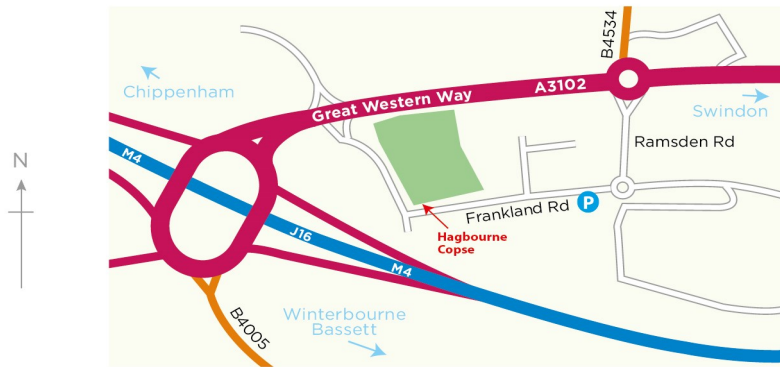 B4534
Chippenham
Great Western Way
A3102
Swindon
M4
Ramsden Rd
N
Frankland Rd
P
J16
Hagbourne
Copse
M4
B4005
Winterbourne
Bassett